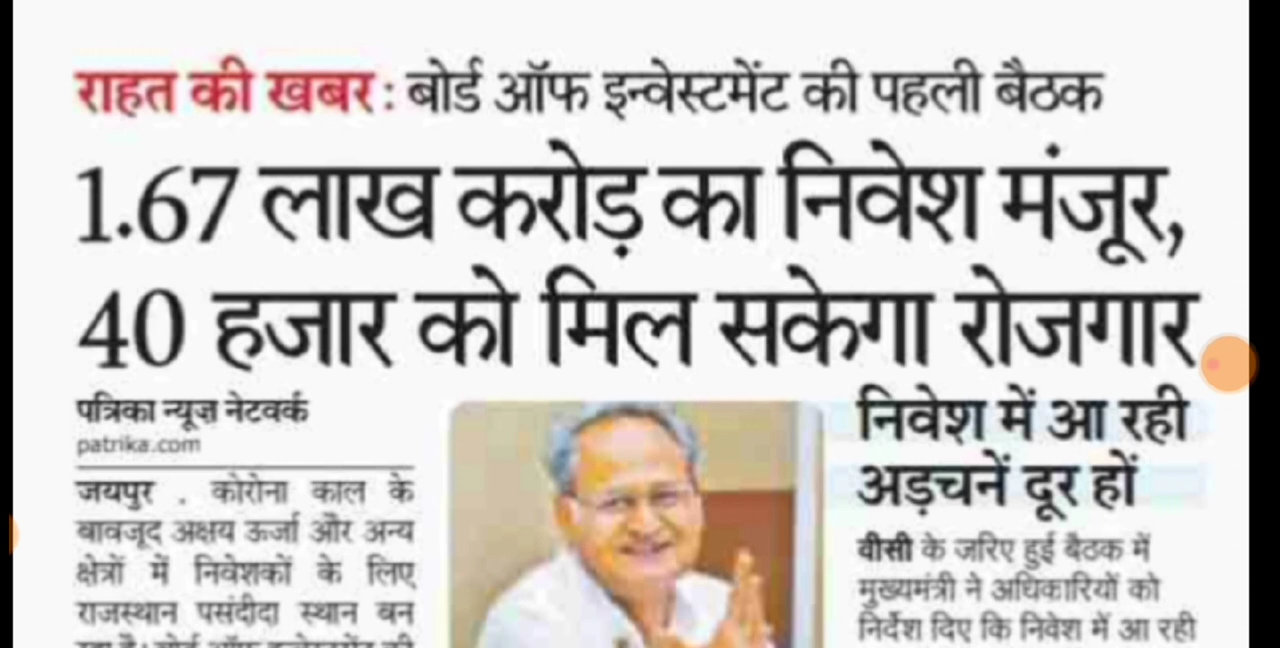 राहत की खबर: बोर्ड ऑफ इन्वेस्टमेंट की पहली बैठक
1.67 लाख करोड़ का निवेश मंजूर,
40 हजार को मिल सकेगा रोजगार
पत्रिका न्यूज़ नेटवर्क
patrika.com
जयपुर . कोरोना काल के
बावजूद अक्षय ऊर्जा और अन्य
क्षेत्रों में निवेशकों के लिए
राजस्थान पसंदीदा स्थान बन
निवेश में आ रही
अड़चनें दूर हों
वीसी के जरिए हुई बैठक में
मुख्यमंत्री ने अधिकारियों को
निर्देश दिए कि निवेश में आ रही